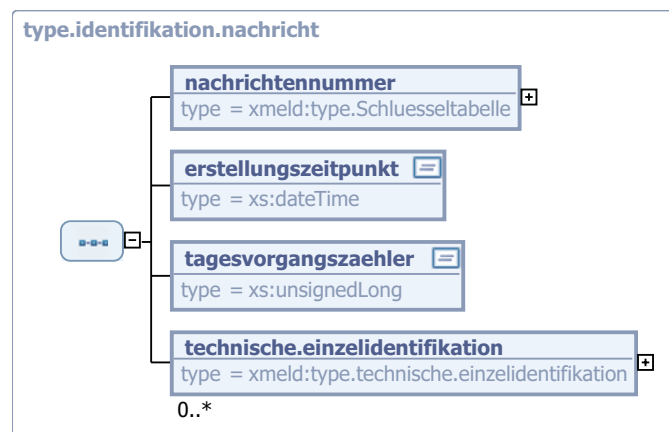 type.identifikation.nachricht
nachrichtennummer
type = xmeld:type.Schluesseltabelle
erstellungszeitpunkt
type = xs:dateTime
tagesvorgangszaehler
type = xs:unsignedLong
technische.einzelidentifikation
type = xmeld:type.technische.einzelidentifikation
0..*